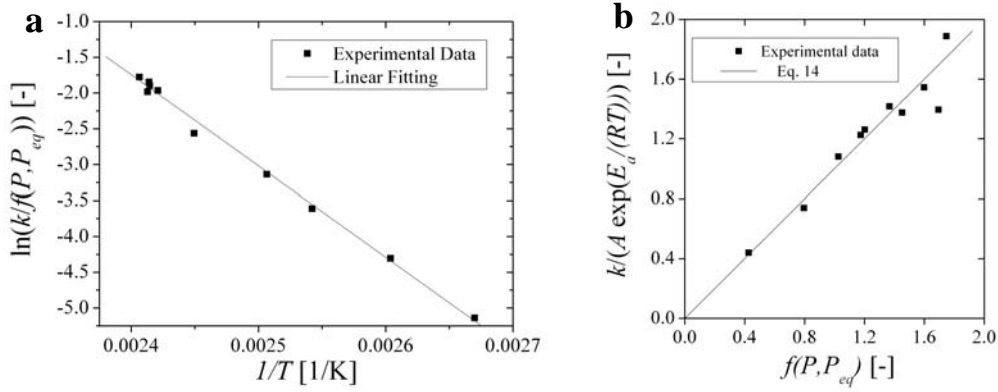 a
-1.0
-1.5
-2.0
-2.5
-3.0
-3.5
-4.0
-4.5
-5.0
ln(k/f(P,P_eq)) [-]
Experimental Data
Linear Fitting
0.0024 0.0025 0.0026 0.0027
1/T [1/K]
b
2.0
1.6
1.2
0.8
0.4
0.0
k/(A exp(E_a/(RT))) [-]
Experimental data
Eq. 14
0.0 0.4 0.8 1.2 1.6 2.0
f(P,P_eq) [-]